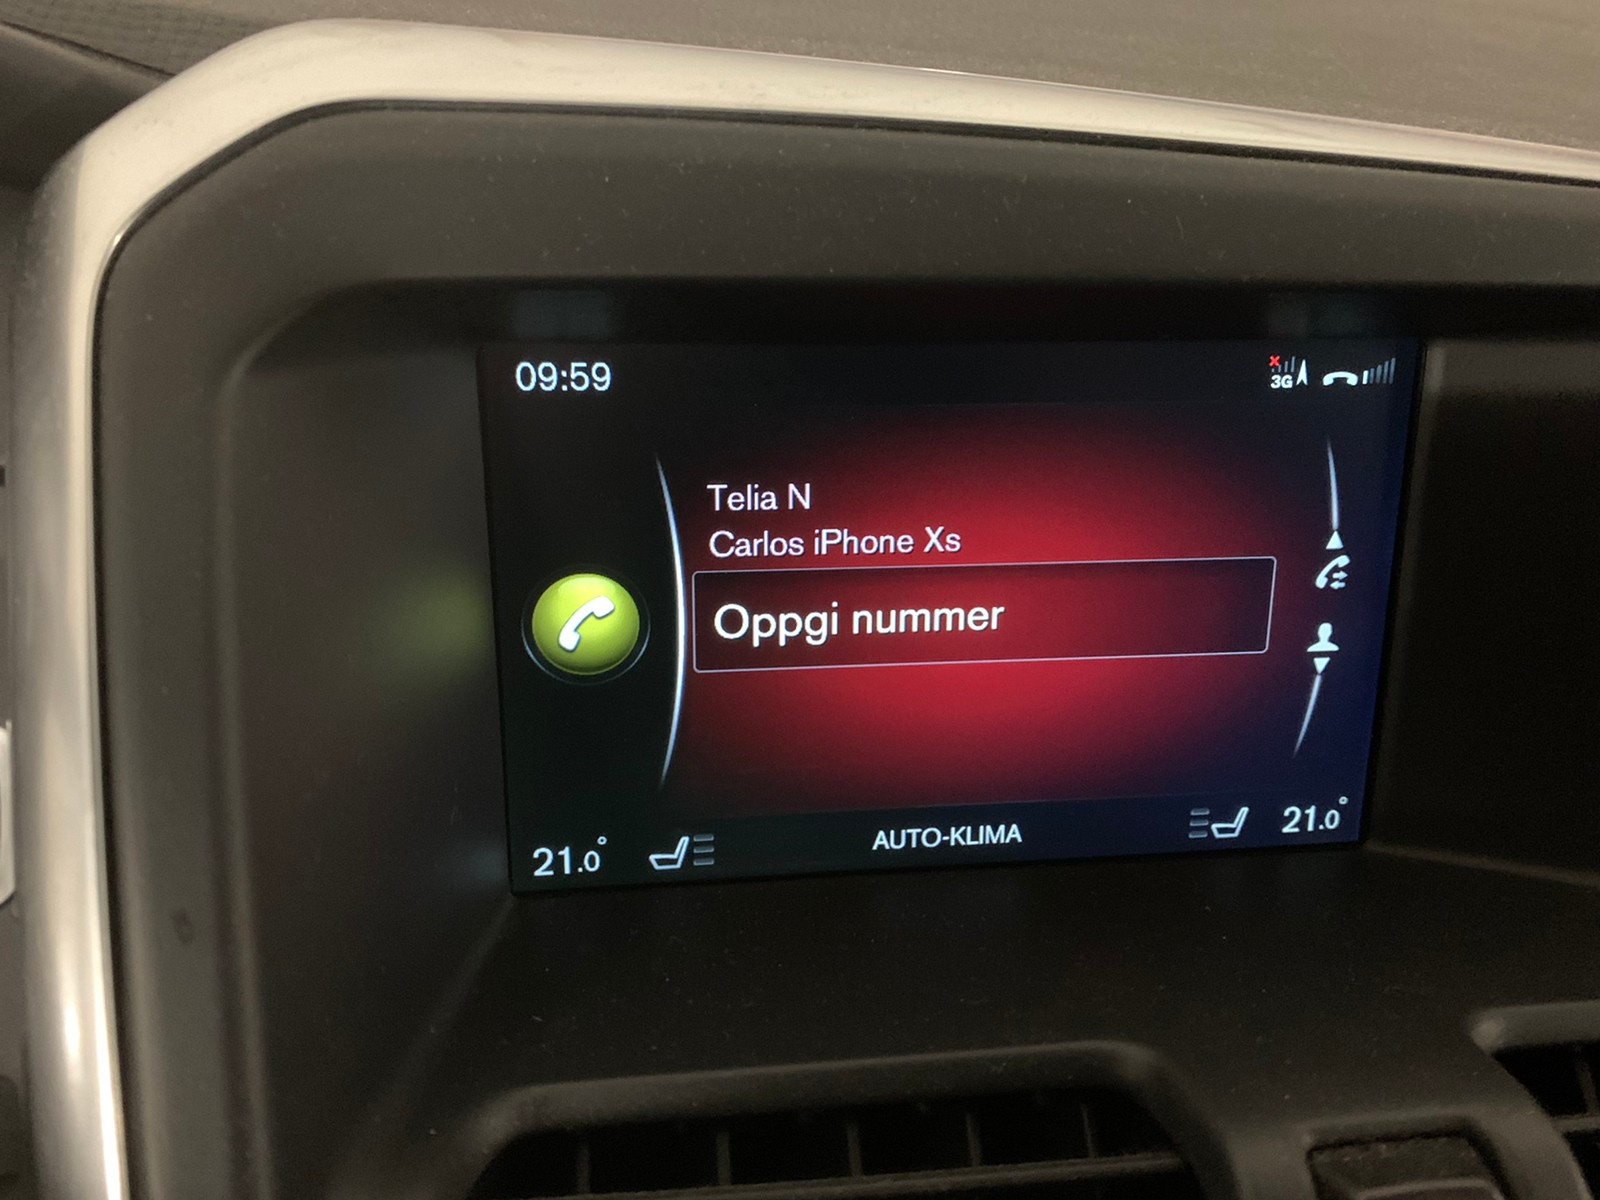 09:59
3G
Telia N
Carlos iPhone Xs
Oppgi nummer
21.0°
AUTO-KLIMA
21.0°